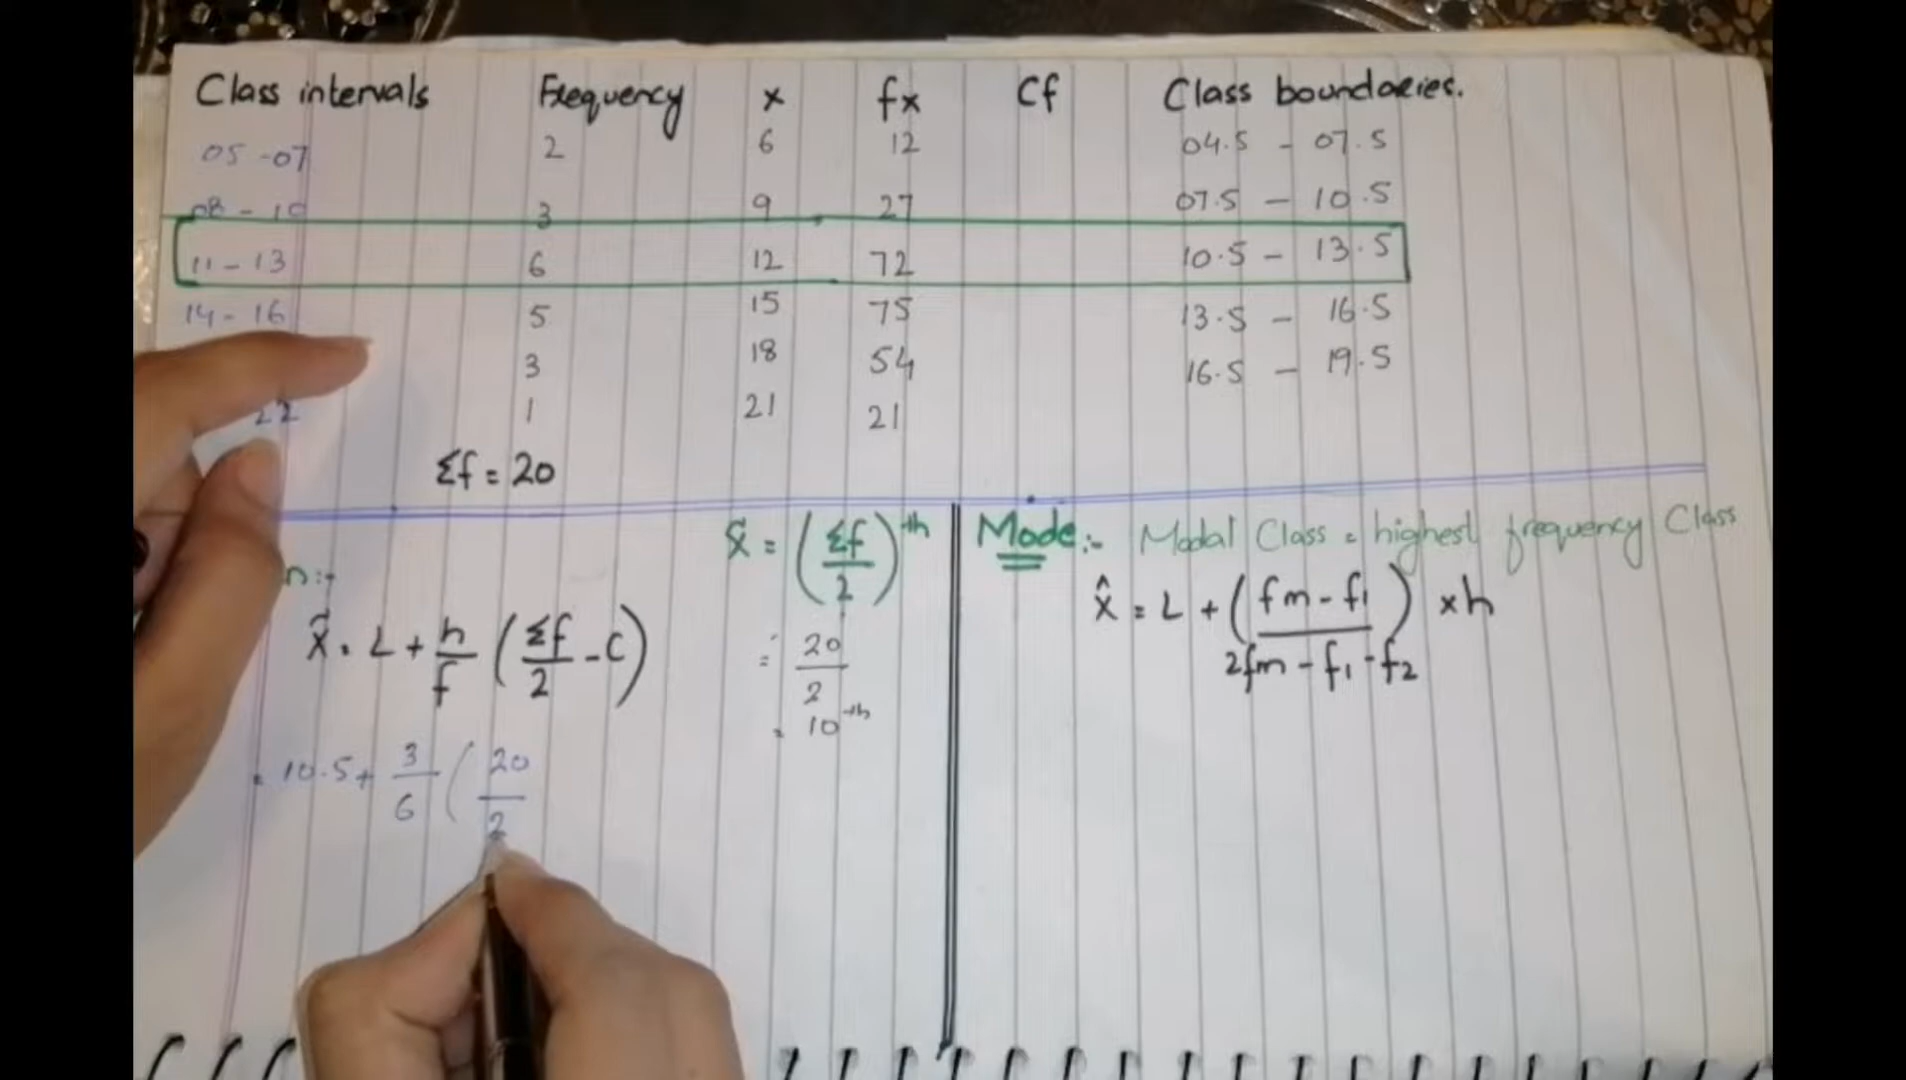 Class intervals Frequency x fx Cf Class boundaries.
05 -07 2 6 12 04.5 - 07.5
08 - 10 3 9 27 07.5 - 10.5
11 - 13 6 12 72 10.5 - 13.5
14 - 16 5 15 75 13.5 - 16.5
3 18 54 16.5 - 19.5
22 1 21 21
Σf = 20
n:-
x̃ = L + h/f (Σf/2 - C)
= 10.5 + 3/6 ( 20/2
x̃ = (Σf/2)th
= 20/2
= 10th
Mode:- Modal Class = highest frequency Class
x̂ = L + (fm - f1 / 2fm - f1 - f2) × h